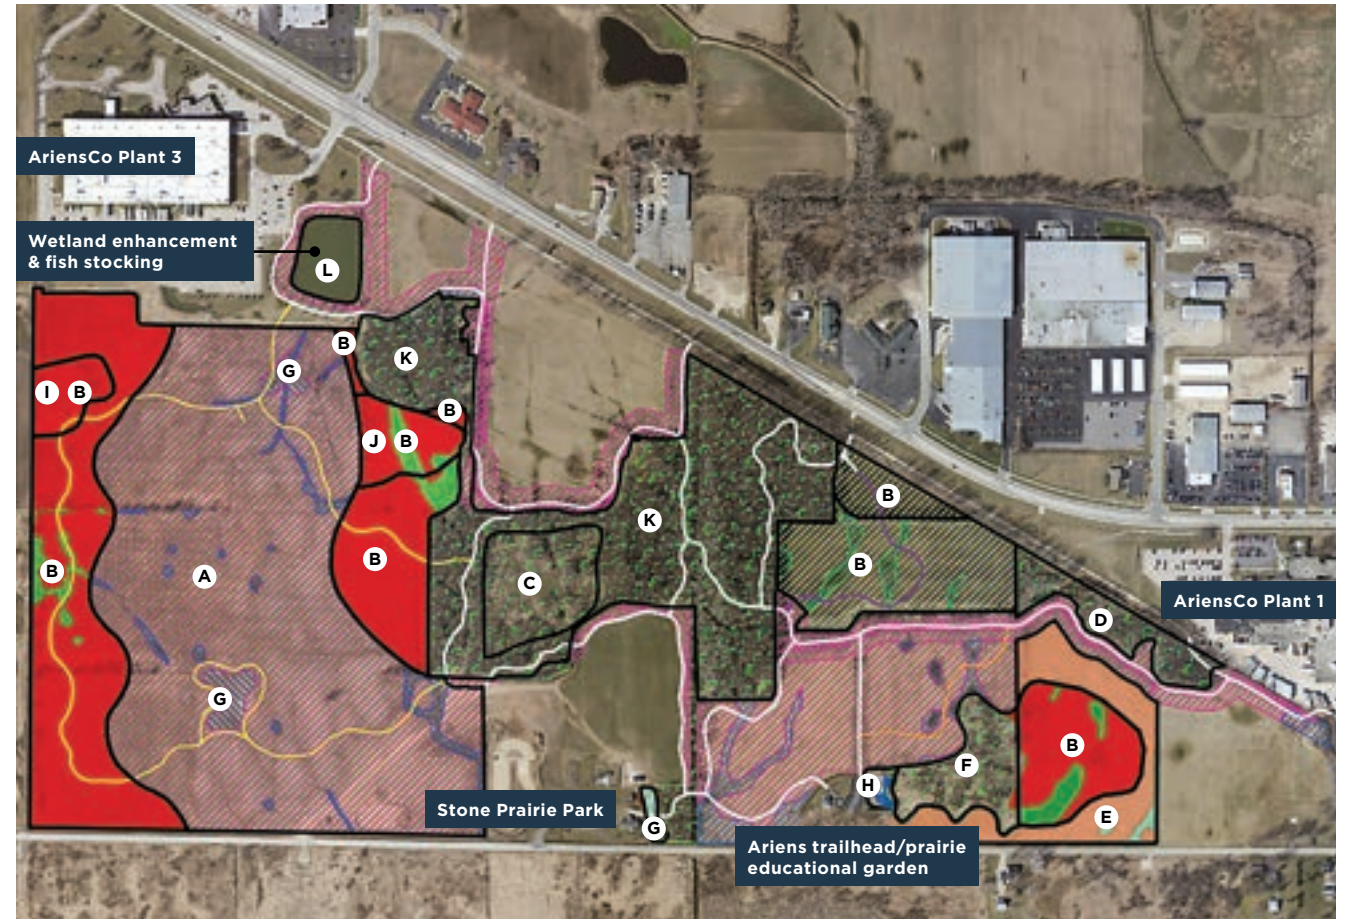 AriensCo Plant 3
Wetland enhancement
& fish stocking
L
B
K
G
I
B
B
J
B
B
K
B
B
B
A
C
AriensCo Plant 1
D
G
B
F
H
E
Stone Prairie Park
G
Ariens trailhead/prairie
educational garden